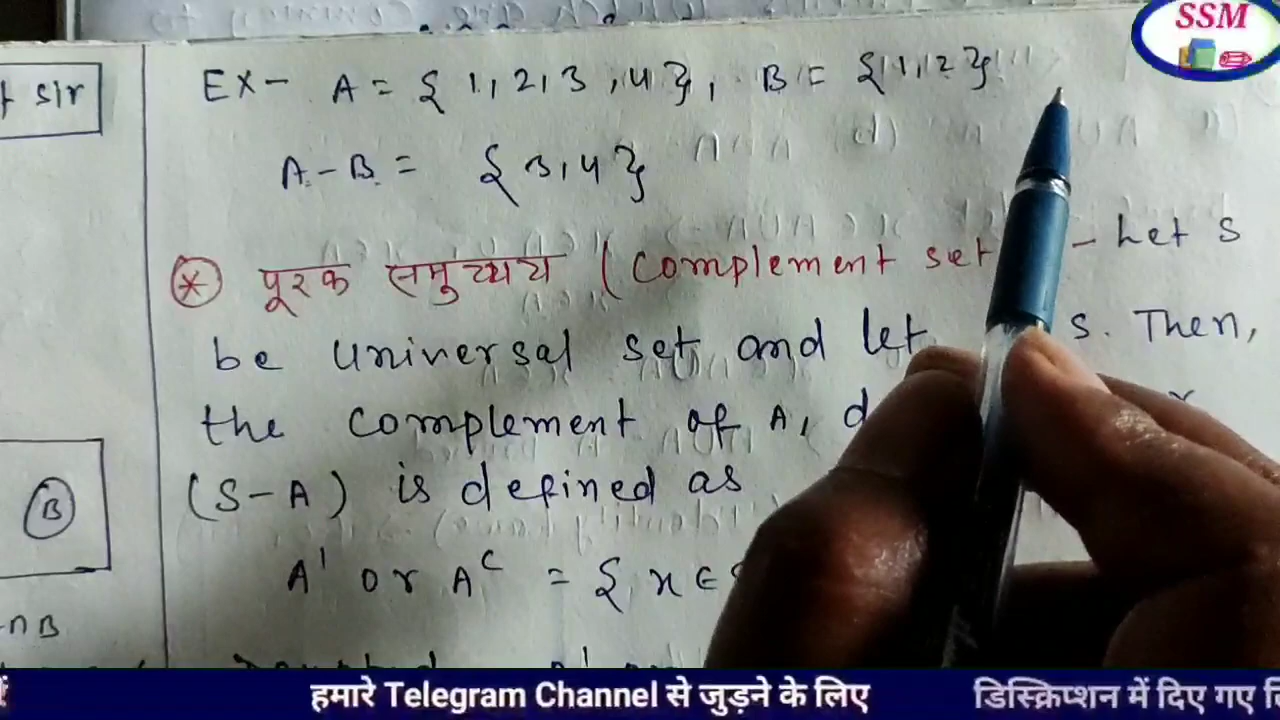 SSM
Ex- A = { 1, 2, 3, 4 }, B = { 1, 2 }
sir
A - B = { 3, 4 }
पूरक समुच्चय (complement set - Let S
be universal set and let S. Then,
the complement of A,
(S - A) is defined as
B
A' or Aᶜ = { x ∈
∩ B
हमारे Telegram Channel से जुड़ने के लिए डिस्क्रिप्शन में दिए गए